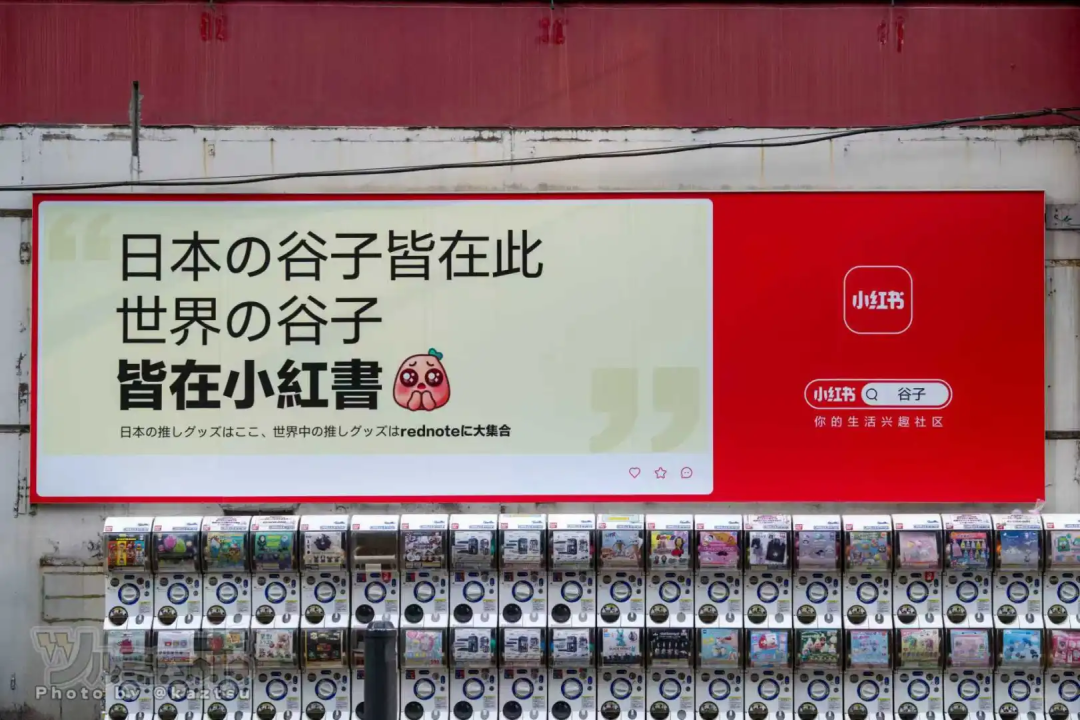 日本の谷子皆在此
世界の谷子
皆在小紅書
日本の推しグッズはここ、世界中の推しグッズはrednoteに大集合
小红书
小红书 谷子
你的生活兴趣社区
Photo by @kaztsu